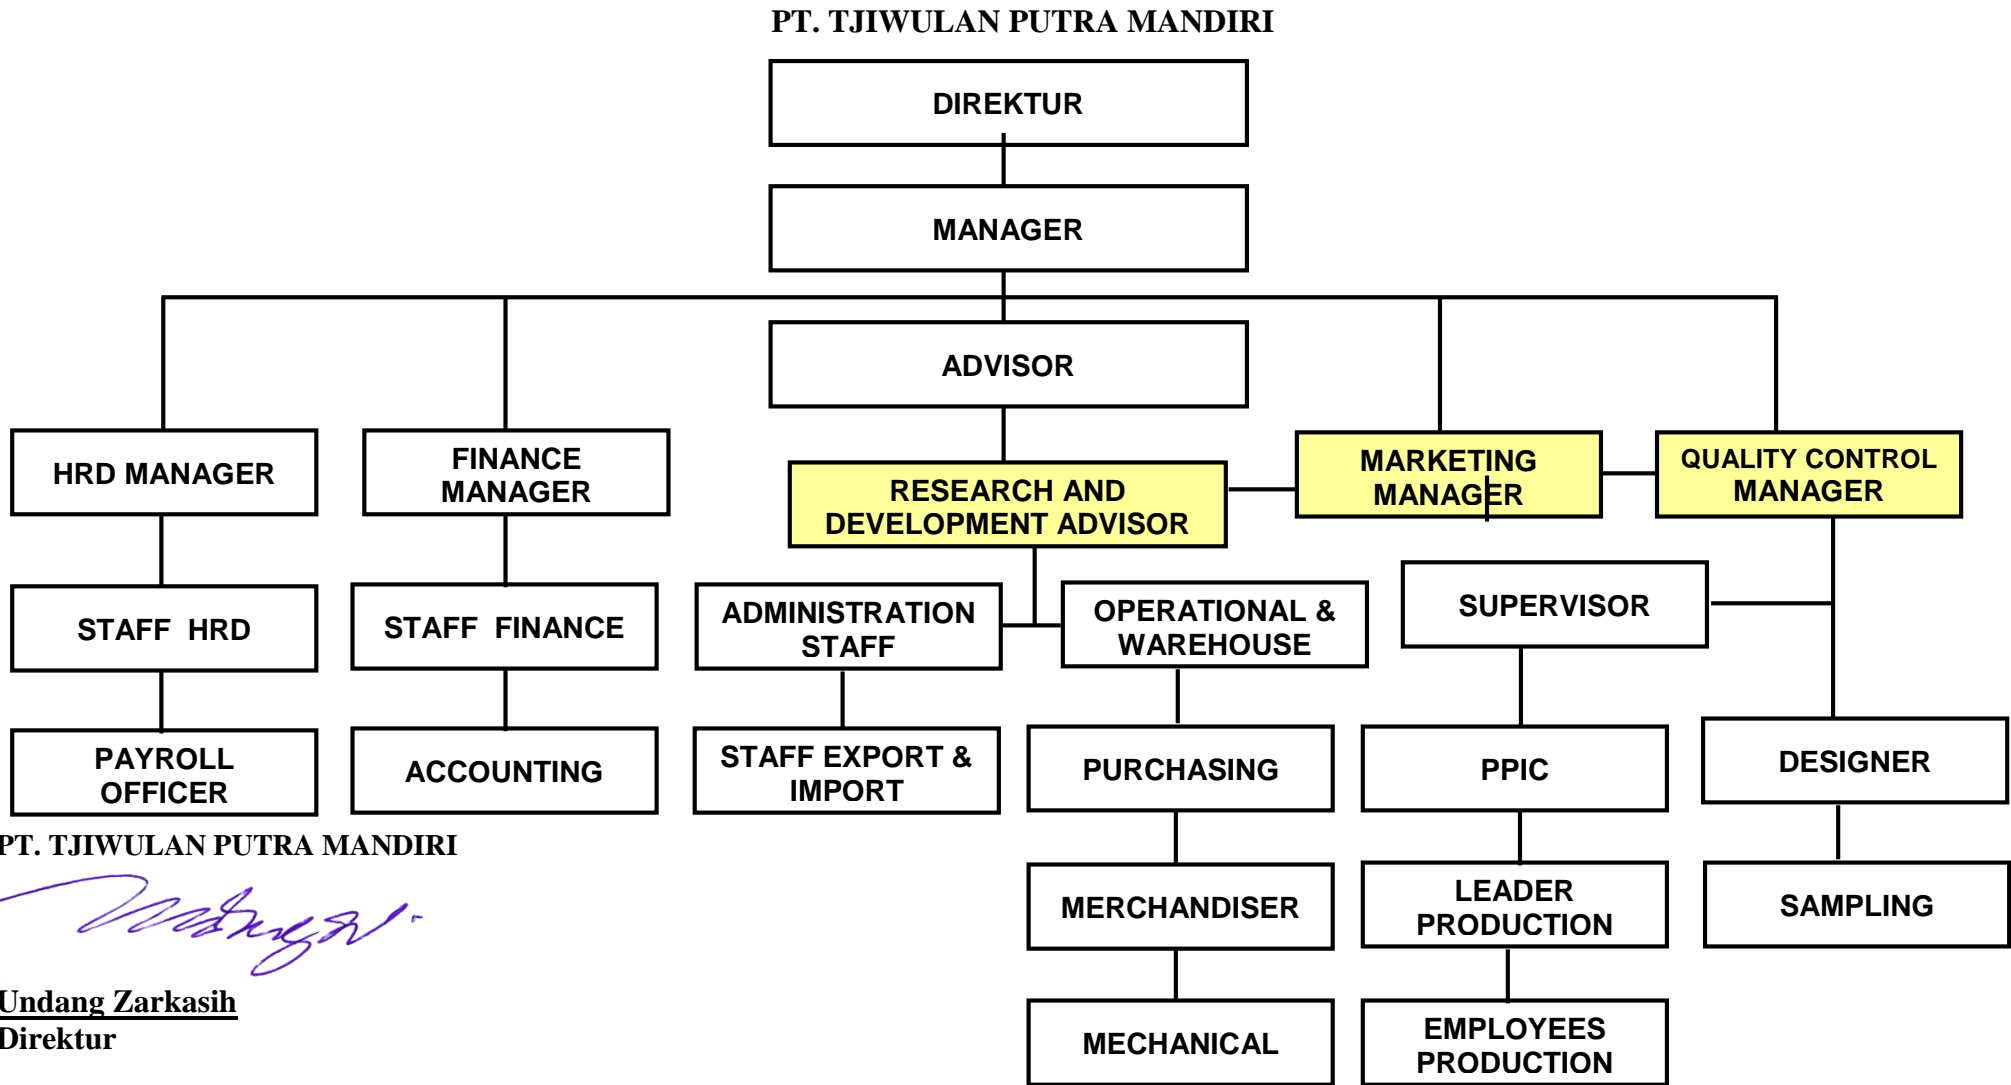 PT. TJIWULAN PUTRA MANDIRI
DIREKTUR
MANAGER
ADVISOR
HRD MANAGER
FINANCE
MANAGER
RESEARCH AND
DEVELOPMENT ADVISOR
MARKETING
MANAGER
QUALITY CONTROL
MANAGER
STAFF HRD
STAFF FINANCE
ADMINISTRATION
STAFF
OPERATIONAL &
WAREHOUSE
SUPERVISOR
PAYROLL
OFFICER
ACCOUNTING
STAFF EXPORT &
IMPORT
PURCHASING
PPIC
DESIGNER
MERCHANDISER
LEADER
PRODUCTION
SAMPLING
MECHANICAL
EMPLOYEES
PRODUCTION
PT. TJIWULAN PUTRA MANDIRI
Undang Zarkasih
Direktur